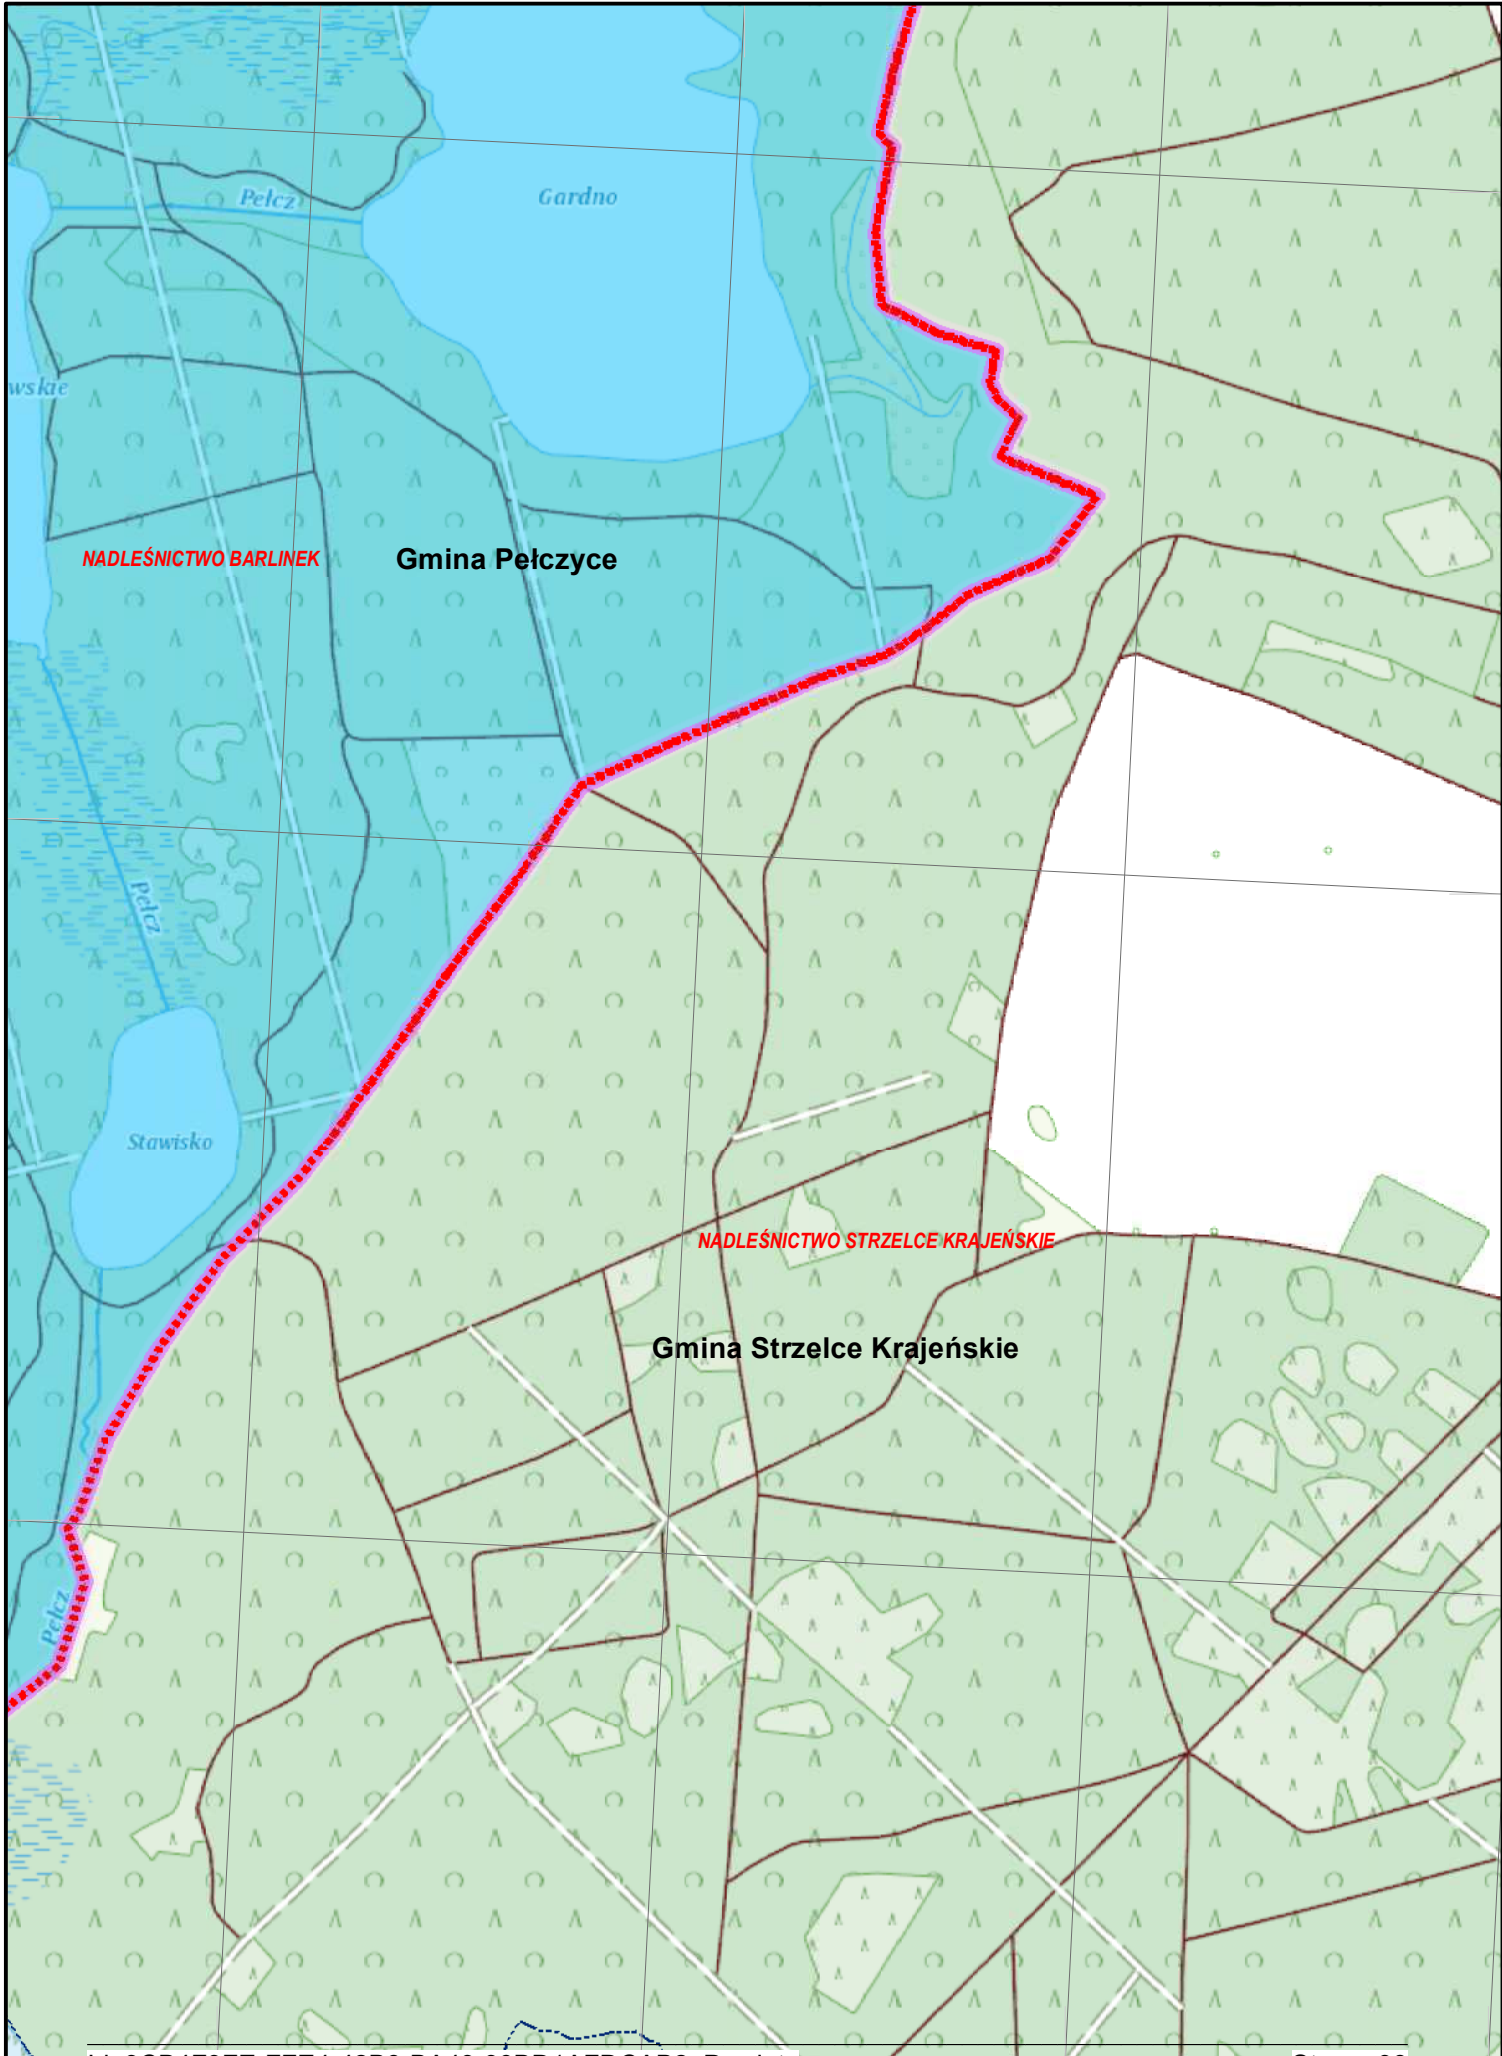 Pełcz
Gardno
wskie
NADLEŚNICTWO BARLINEK
Gmina Pełczyce
Pełcz
Stawisko
NADLEŚNICTWO STRZELCE KRAJEŃSKIE
Gmina Strzelce Krajeńskie
Pełcz